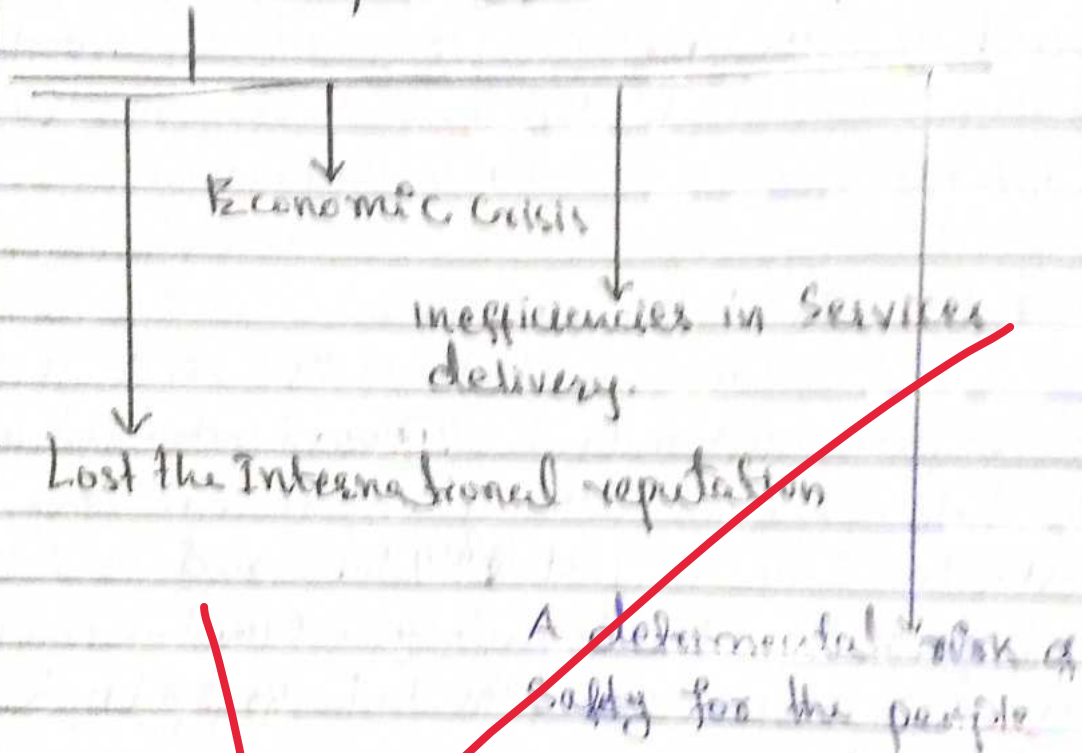 Economic Crisis
inefficiencies in Services
delivery.
Lost the International reputation
A detrimental risk of
Safety for the people